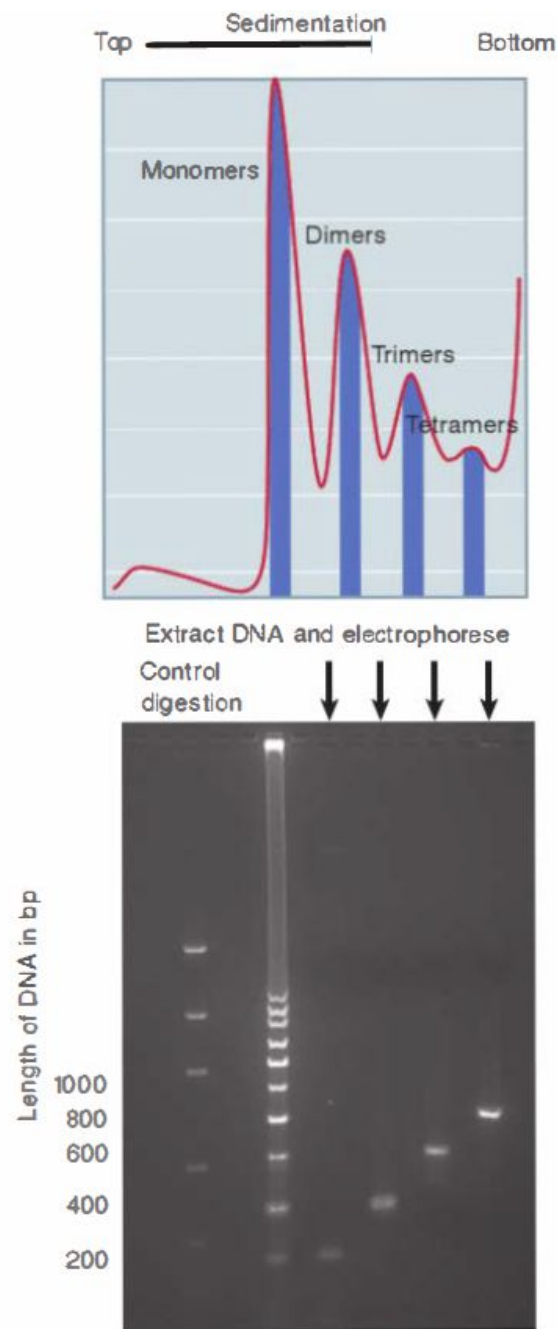 Sedimentation
Top
Bottom
Monomers
Dimers
Trimers
Tetramers
Extract DNA and electrophorese
Control
digestion
Length of DNA in bp
1000
800
600
400
200